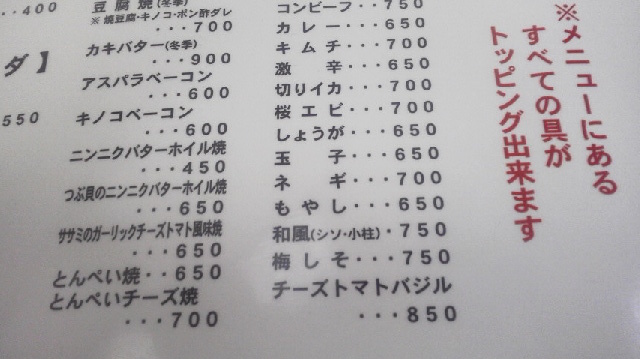 ・・400
ダ】
550
豆腐焼(冬季)
※焼豆腐・キノコ・ポン酢ダレ
・・・700
カキバター(冬季)
・・・900
アスパラベーコン
・・・600
キノコベーコン
・・・600
ニンニクバターホイル焼
・・・450
つぶ貝のニンニクバターホイル焼
・・・650
ササミのガーリックチーズトマト風味焼
・・・650
とんぺい焼・・650
とんぺいチーズ焼
・・・700
コンビーフ・・750
カレー・・・650
キムチ・・・700
激辛・・・650
切りイカ・・・700
桜エビ・・・700
しょうが・・・650
玉子・・・650
ネギ・・・700
もやし・・・650
和風(シソ・小柱)・750
梅しそ・・・750
チーズトマトバジル
・・・850
※メニューにある
すべての具が
トッピング出来ます